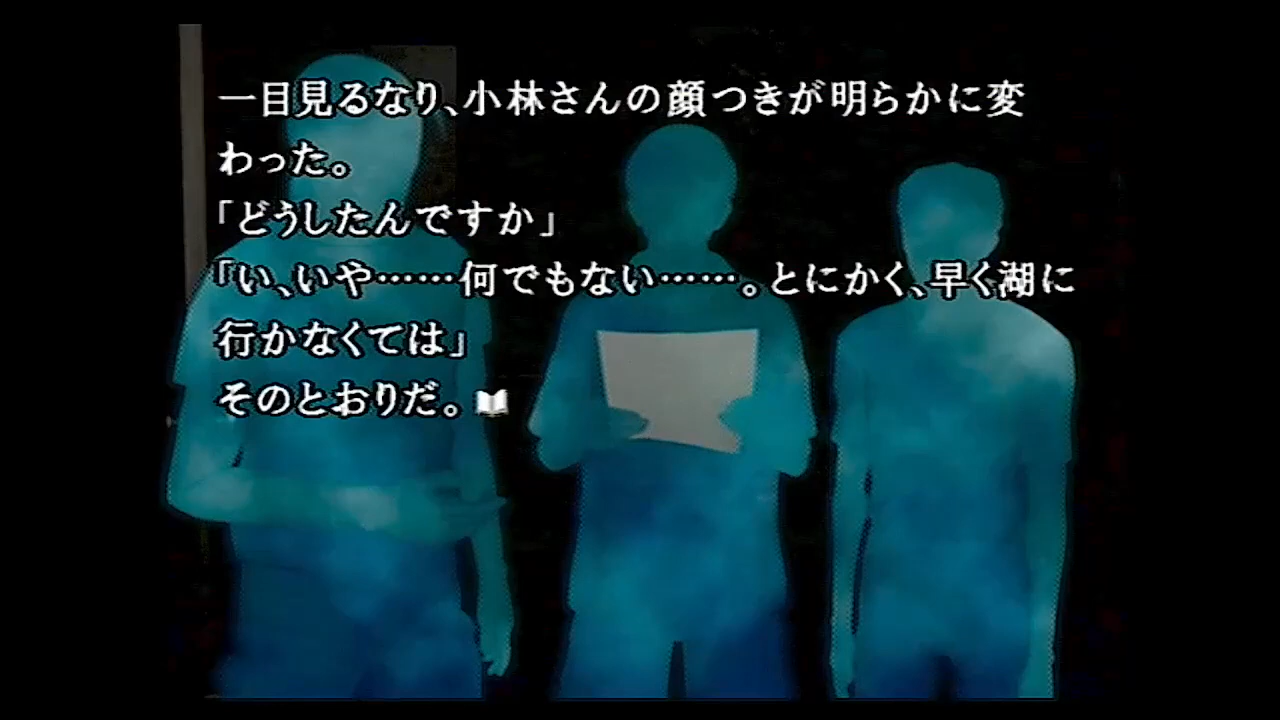 一目見るなり、小林さんの顔つきが明らかに変
わった。
「どうしたんですか」
「い、いや……何でもない……。とにかく、早く湖に
行かなくては」
そのとおりだ。